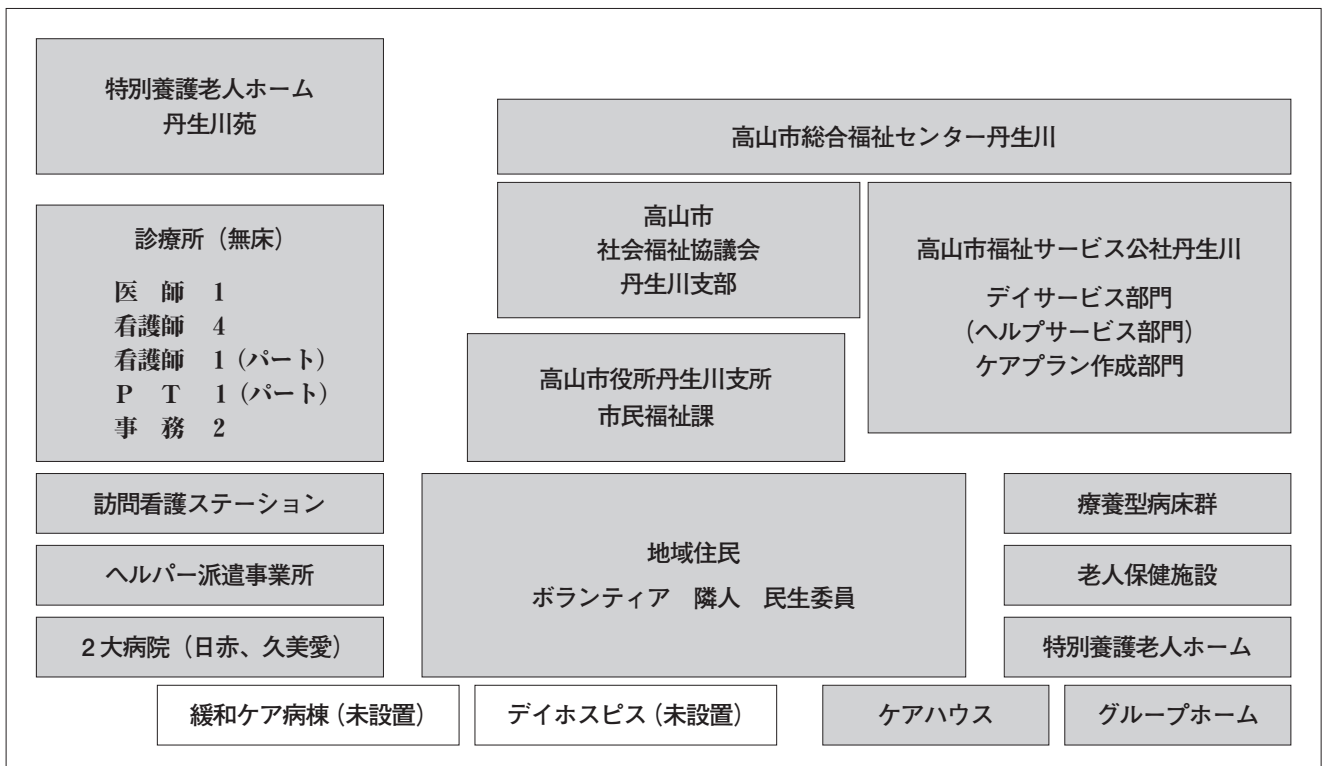 特別養護老人ホーム
丹生川苑
高山市総合福祉センター丹生川
高山市
社会福祉協議会
丹生川支部
高山市福祉サービス公社丹生川
デイサービス部門
(ヘルプサービス部門)
ケアプラン作成部門
診療所（無床）
医　師　1
看護師　4
看護師　1（パート）
P　T　1（パート）
事　務　2
高山市役所丹生川支所
市民福祉課
訪問看護ステーション
ヘルパー派遣事業所
２大病院（日赤、久美愛）
地域住民
ボランティア　隣人　民生委員
療養型病床群
老人保健施設
特別養護老人ホーム
緩和ケア病棟（未設置）
デイホスピス（未設置）
ケアハウス
グループホーム